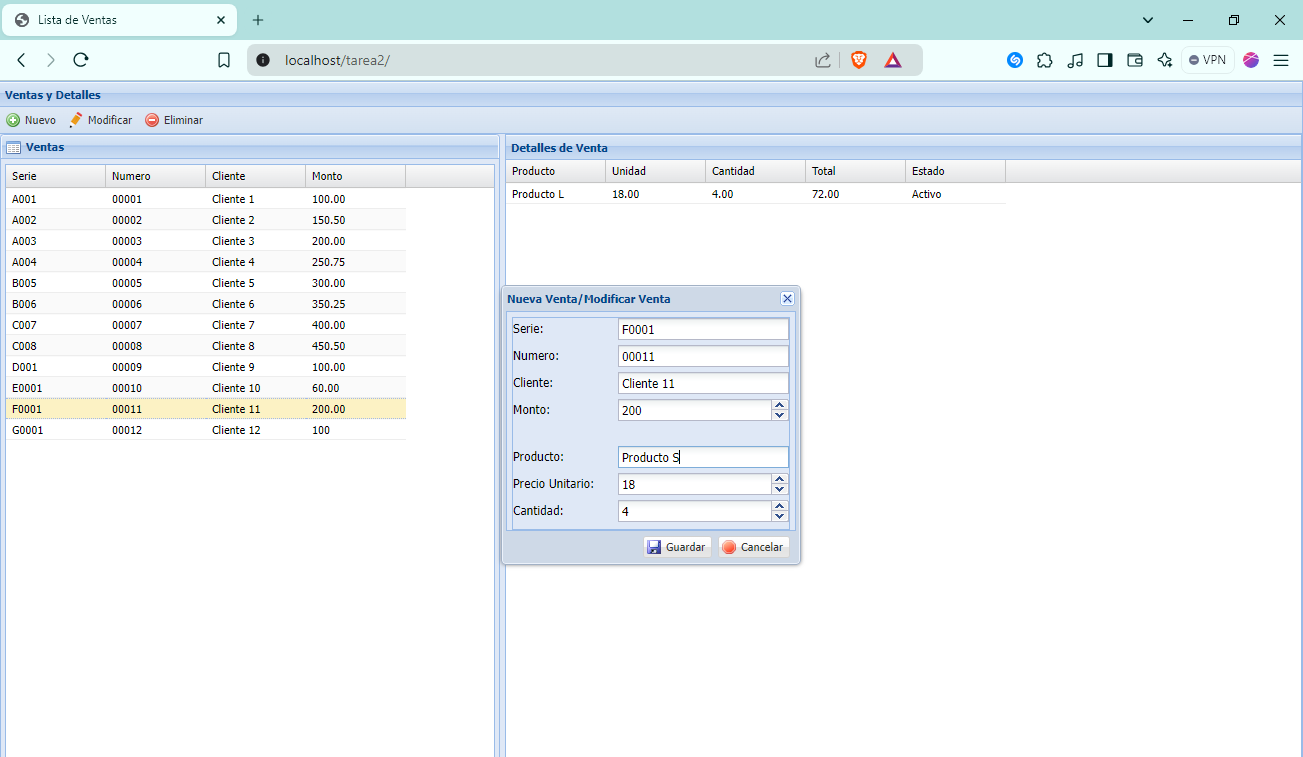 Lista de Ventas
localhost/tarea2/
VPN
Ventas y Detalles
Nuevo Modificar Eliminar
Ventas
Serie Numero Cliente Monto
A001 00001 Cliente 1 100.00
A002 00002 Cliente 2 150.50
A003 00003 Cliente 3 200.00
A004 00004 Cliente 4 250.75
B005 00005 Cliente 5 300.00
B006 00006 Cliente 6 350.25
C007 00007 Cliente 7 400.00
C008 00008 Cliente 8 450.50
D001 00009 Cliente 9 100.00
E0001 00010 Cliente 10 60.00
F0001 00011 Cliente 11 200.00
G0001 00012 Cliente 12 100
Detalles de Venta
Producto Unidad Cantidad Total Estado
Producto L 18.00 4.00 72.00 Activo
Nueva Venta/Modificar Venta
Serie: F0001
Numero: 00011
Cliente: Cliente 11
Monto: 200
Producto: Producto S
Precio Unitario: 18
Cantidad: 4
Guardar Cancelar